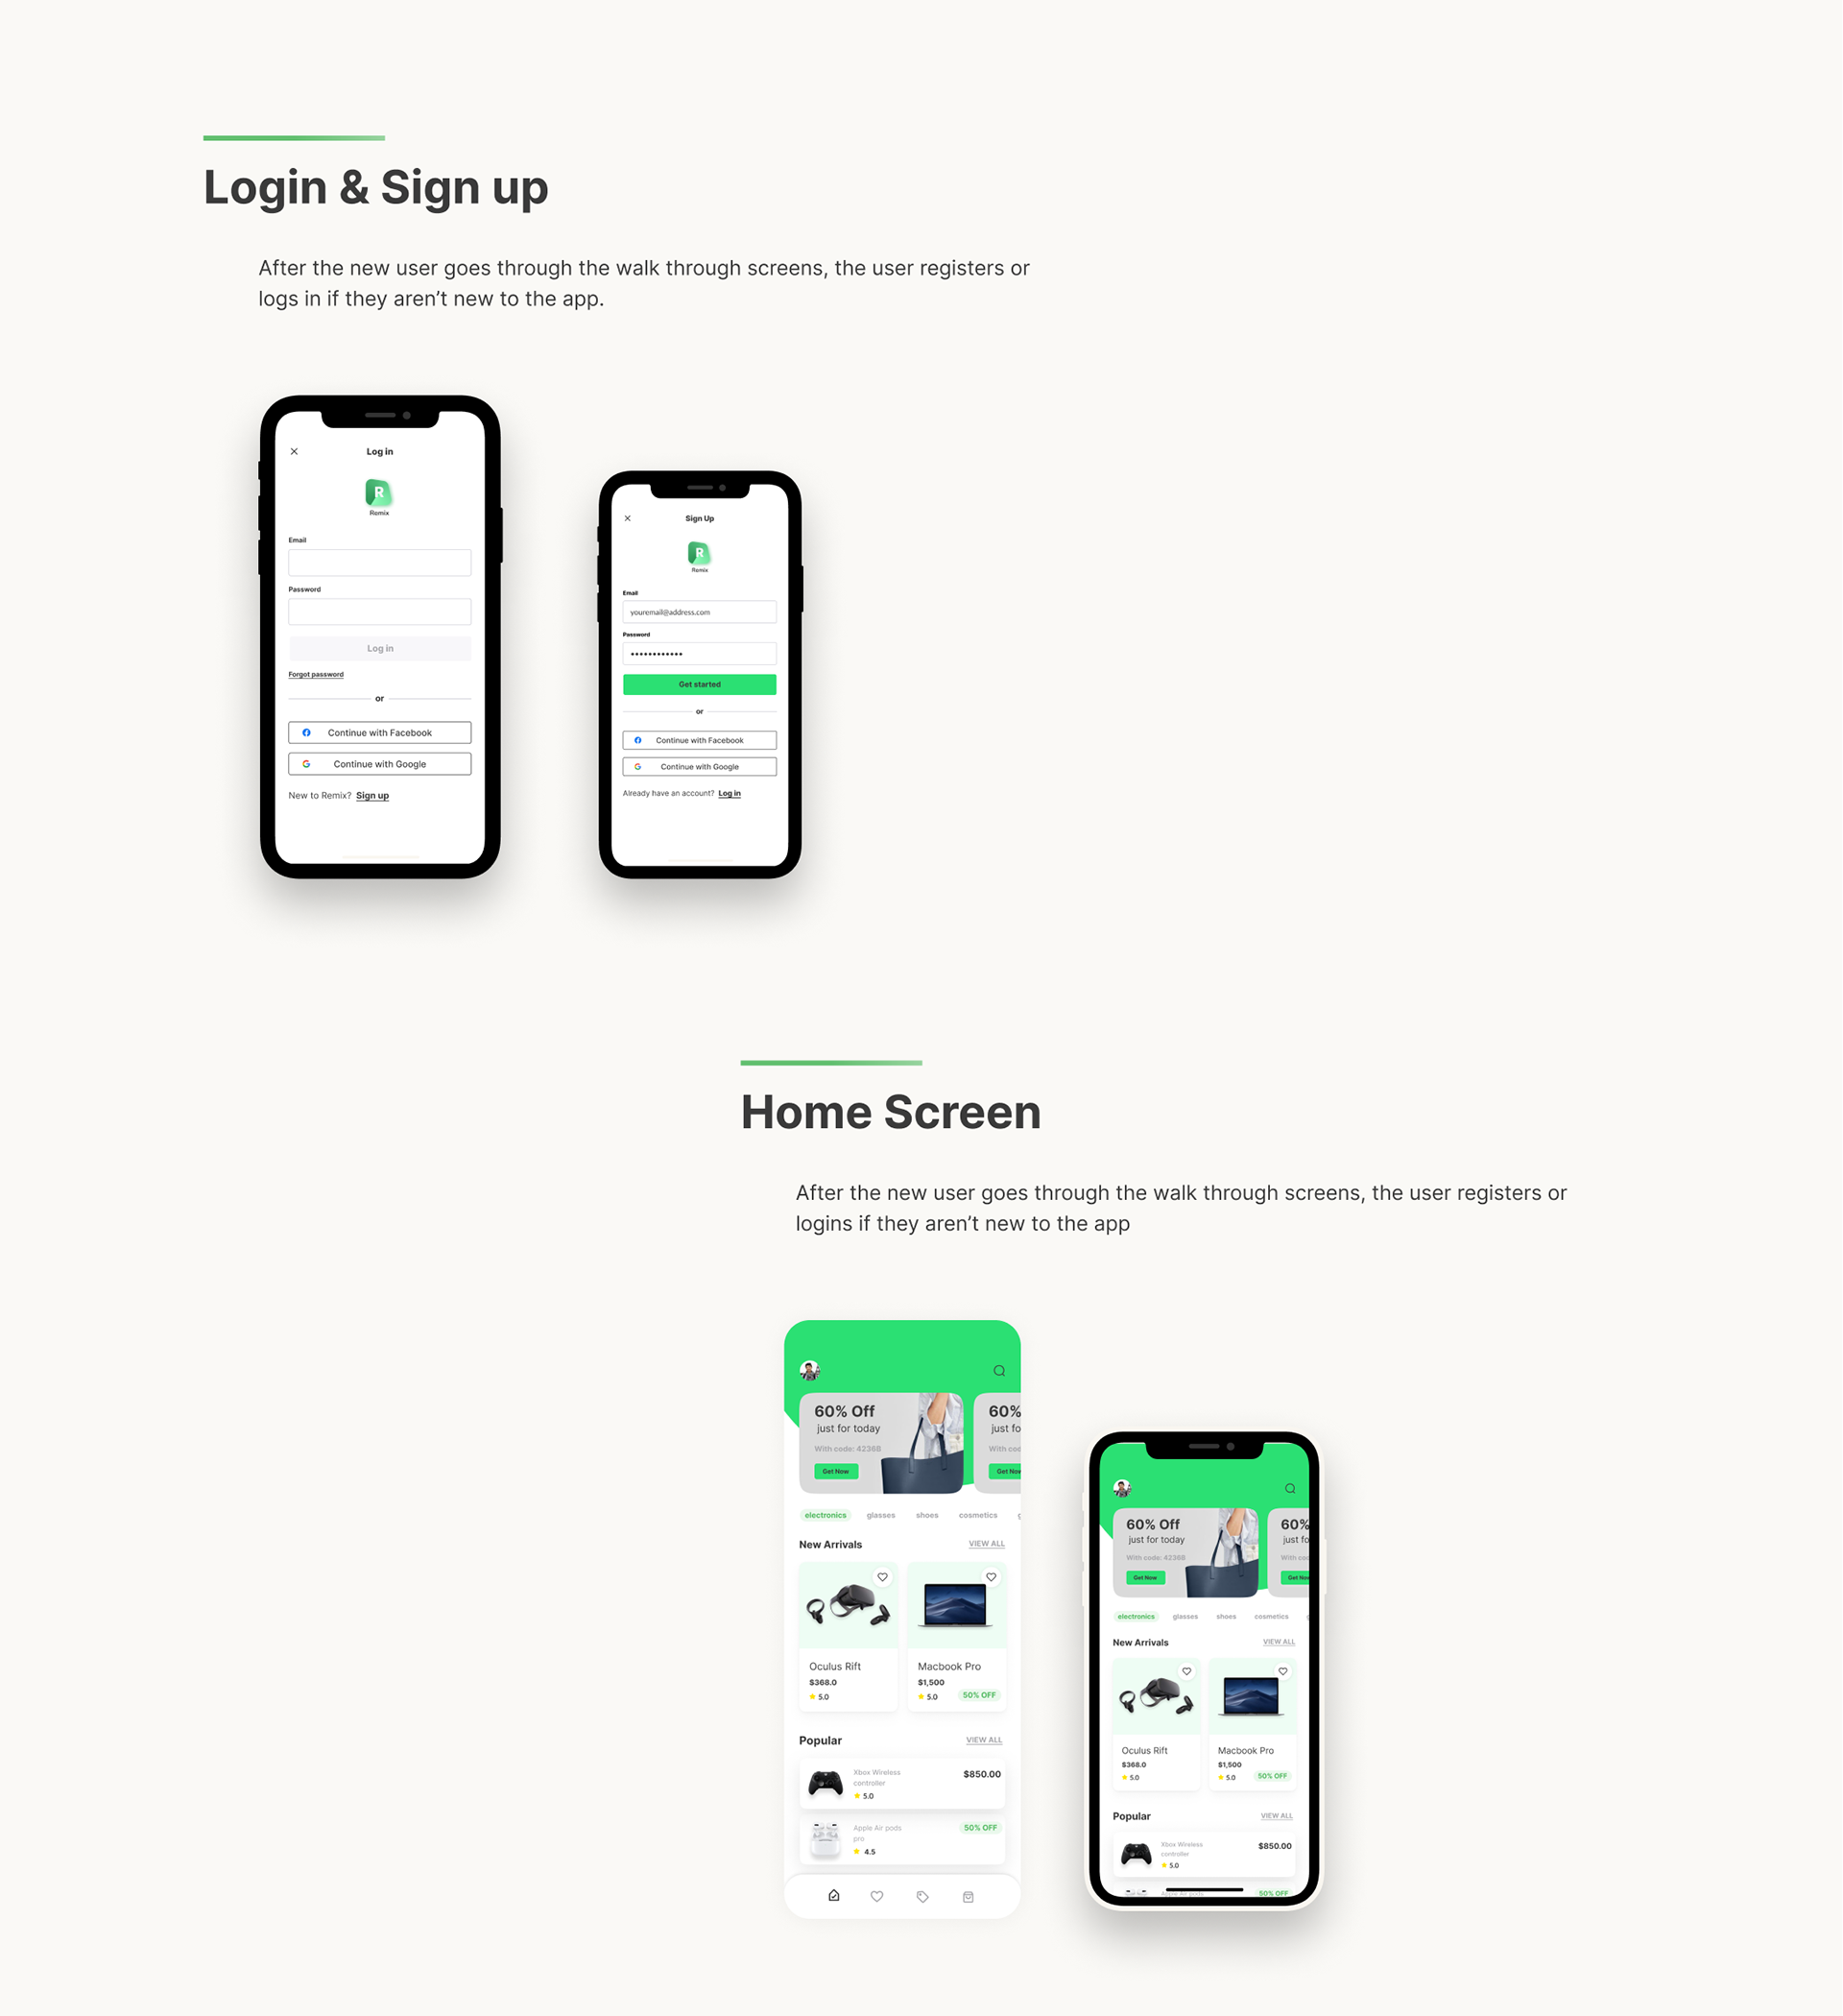 Login & Sign up
After the new user goes through the walk through screens, the user registers or
logs in if they aren’t new to the app.
Log in
R
Remix
Email
Password
Log in
Forgot password
or
Continue with Facebook
Continue with Google
New to Remix? Sign up
Sign Up
R
Remix
Email
youremail@address.com
Password
Get started
or
Continue with Facebook
Continue with Google
Already have an account? Log in
Home Screen
After the new user goes through the walk through screens, the user registers or
logins if they aren’t new to the app
60% Off
just for today
With code: 4236B
Get Now
60%
just fo
With cod
Get Now
electronics glasses shoes cosmetics g
New Arrivals VIEW ALL
Oculus Rift
$368.0
5.0
Macbook Pro
$1,500
5.0 50% OFF
Popular VIEW ALL
Xbox Wireless
controller
5.0
$850.00
Apple Air pods
pro
4.5
50% OFF
60% Off
just for today
With code: 4236B
Get Now
60%
just fo
With cod
Get Now
electronics glasses shoes cosmetics
New Arrivals VIEW ALL
Oculus Rift
$368.0
5.0
Macbook Pro
$1,500
5.0 50% OFF
Popular VIEW ALL
Xbox Wireless
controller
5.0
$850.00
Apple Air pods
50% OFF